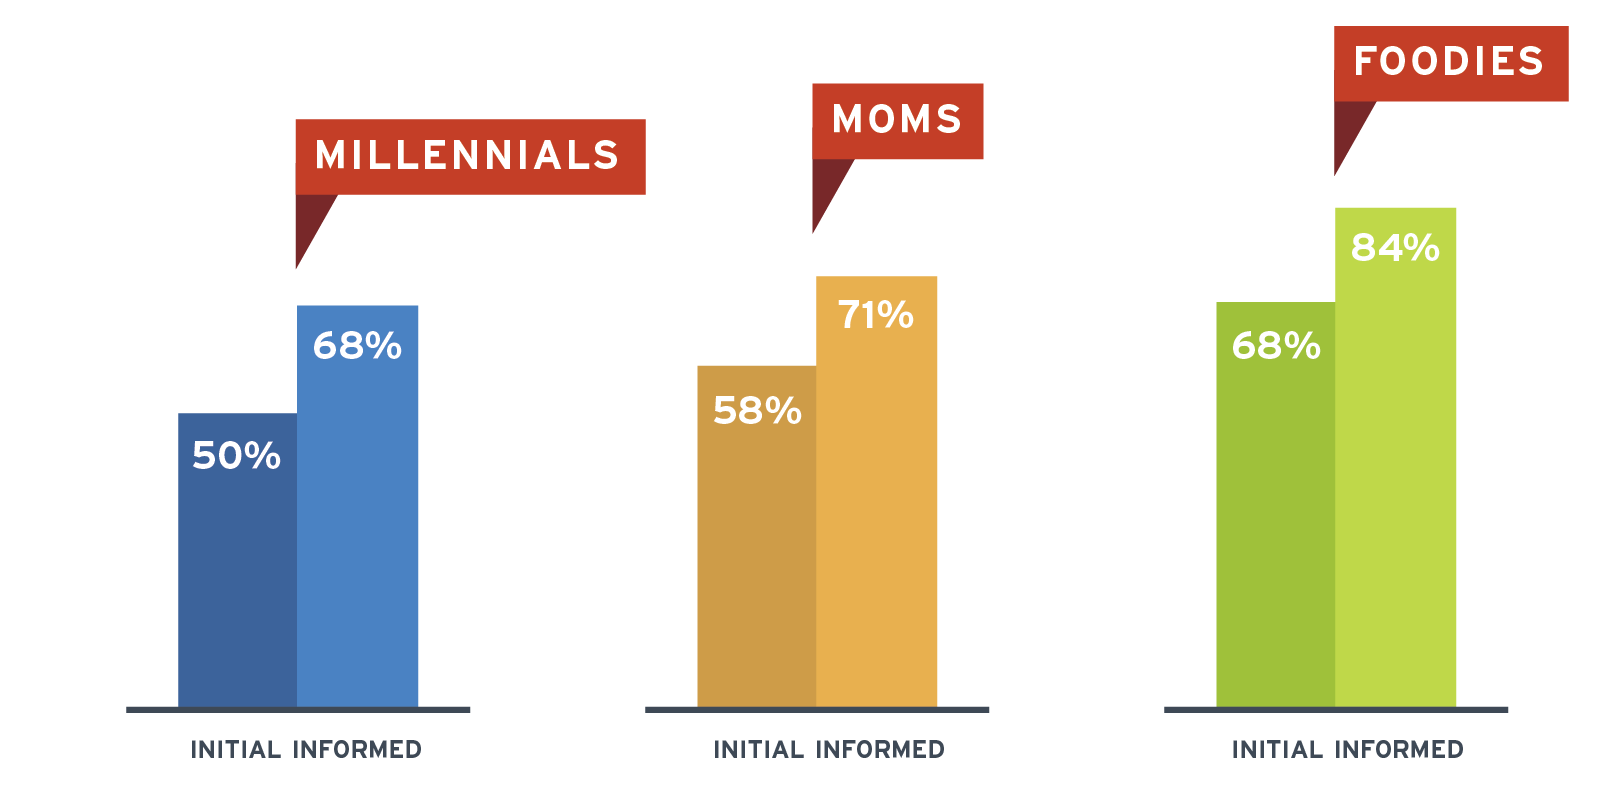 MILLENNIALS
50%
68%
INITIAL INFORMED
MOMS
58%
71%
INITIAL INFORMED
FOODIES
68%
84%
INITIAL INFORMED